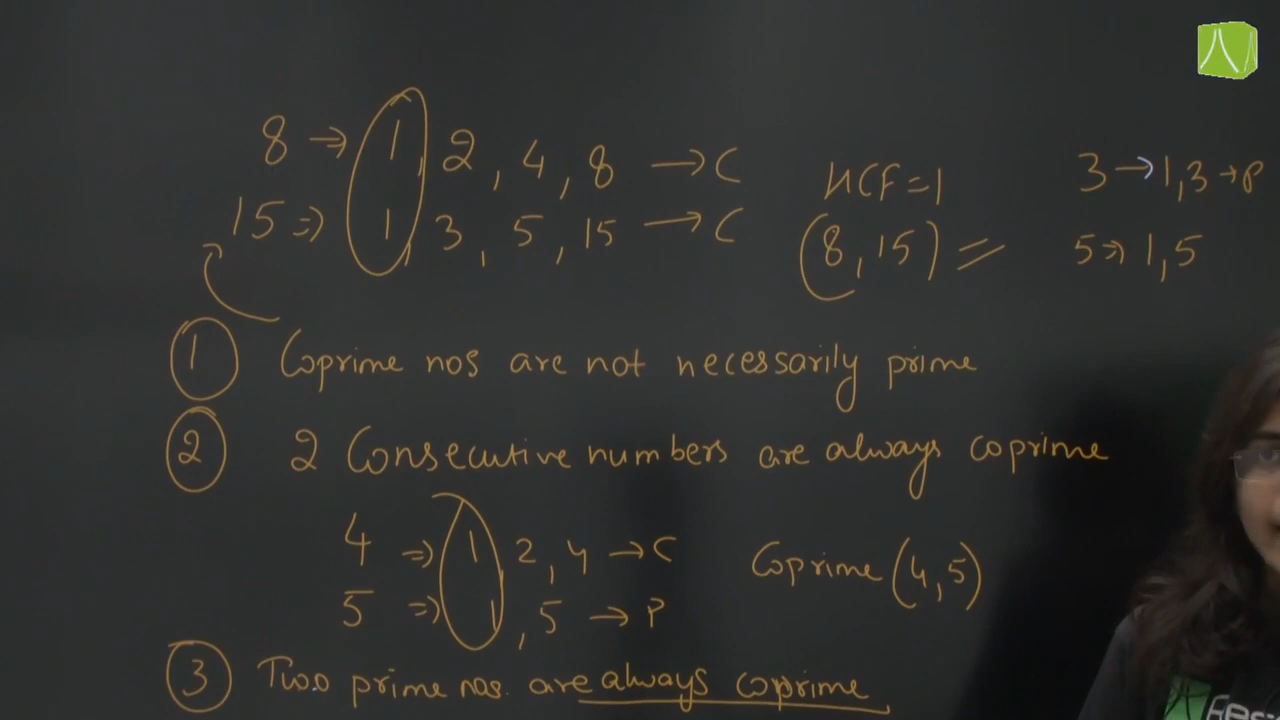 8 ⇒ 1, 2, 4, 8 → C
15 ⇒ 1, 3, 5, 15 → C
HCF = 1
(8, 15)
3 → 1, 3 → P
5 ⇒ 1, 5
1 Coprime nos are not necessarily prime
2 2 Consecutive numbers are always coprime
4 ⇒ 1 2, 4 → C
5 ⇒ 1, 5 → P
Coprime (4, 5)
3 Two prime nos. are always coprime